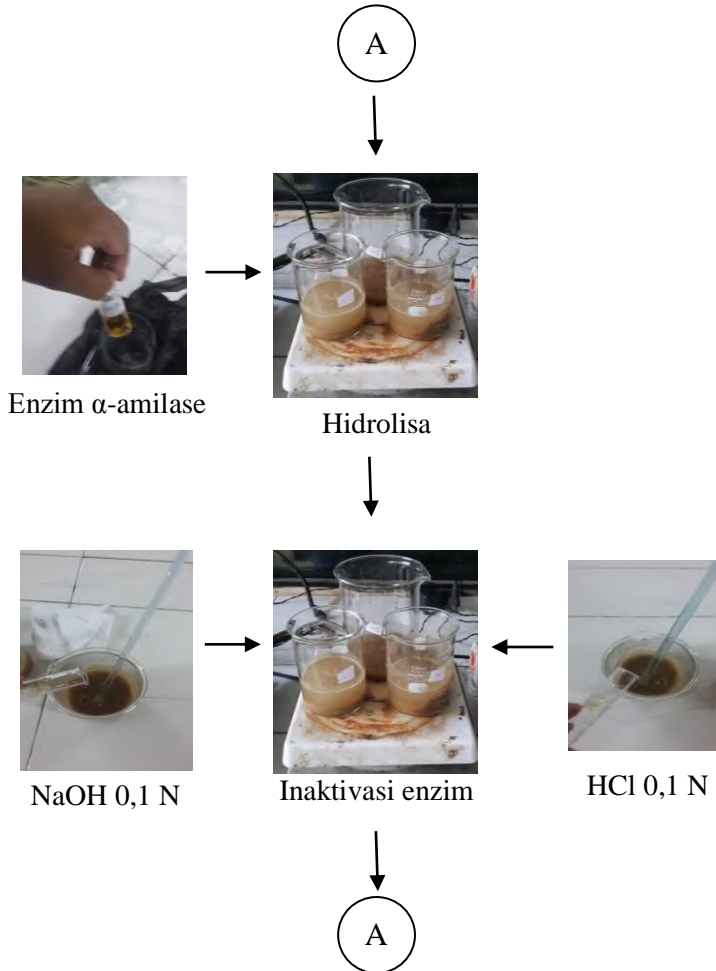 A
Enzim α-amilase
Hidrolisa
NaOH 0,1 N
Inaktivasi enzim
HCl 0,1 N
A